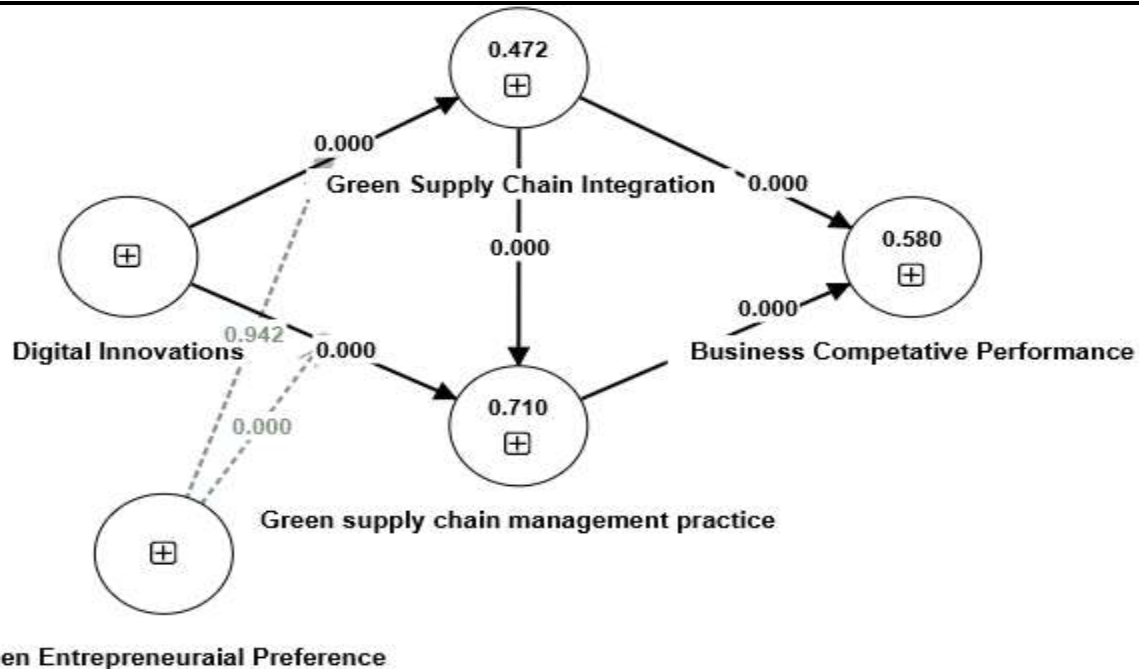 0.472
0.000
Green Supply Chain Integration
0.000
0.000
0.580
0.000
Digital Innovations
0.942
0.000
Business Competative Performance
0.000
0.710
Green supply chain management practice
en Entrepreneuraial Preference